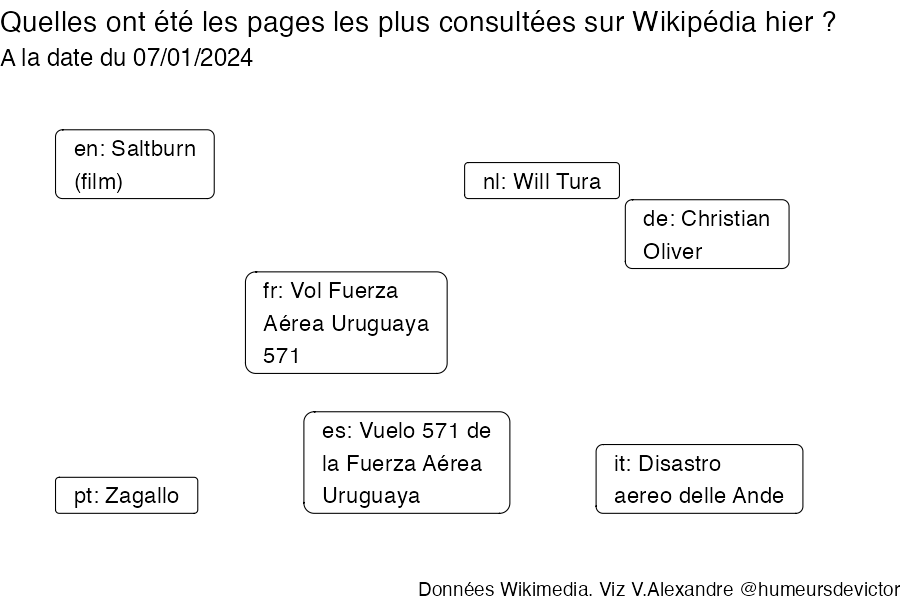 Quelles ont été les pages les plus consultées sur Wikipédia hier ?
A la date du 07/01/2024
en: Saltburn
(film)
nl: Will Tura
de: Christian
Oliver
fr: Vol Fuerza
Aérea Uruguaya
571
es: Vuelo 571 de
la Fuerza Aérea
Uruguaya
it: Disastro
aereo delle Ande
pt: Zagallo
Données Wikimedia. Viz V.Alexandre @humeursdevictor